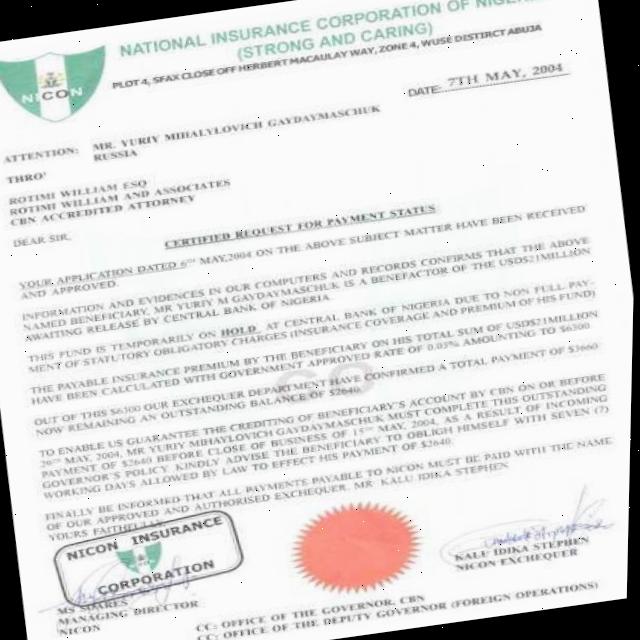 NATIONAL INSURANCE CORPORATION OF
(STRONG AND CARING)
PLOT 4, SFAX CLOSE OFF HERBERT MACAULAY WAY, ZONE 4, WUSE DISTIRCT ABUJA
NICON
DATE: 7TH MAY, 2004
ATTENTION: MR. YURIY MIHALYLOVICH GAYDAYMASCHUK
RUSSIA
THRO'
ROTIMI WILLIAM ESQ
ROTIMI WILLIAM AND ASSOCIATES
CBN ACCREDITED ATTORNEY
DEAR SIR,
CERTIFIED REQUEST FOR PAYMENT STATUS
YOUR APPLICATION DATED 6TH MAY,2004 ON THE ABOVE SUBJECT MATTER HAVE BEEN RECEIVED
AND APPROVED.
INFORMATION AND EVIDENCES IN OUR COMPUTERS AND RECORDS CONFIRMS THAT THE ABOVE
NAMED BENEFICIARY, MR YURIY M GAYDAYMASCHUK IS A BENEFACTOR OF THE USD$21MILLION
AWAITING RELEASE BY CENTRAL BANK OF NIGERIA.
THIS FUND IS TEMPORARILY ON HOLD AT CENTRAL BANK OF NIGERIA DUE TO NON FULL PAY-
MENT OF STATUTORY OBLIGATORY CHARGES (INSURANCE COVERAGE AND PREMIUM OF HIS FUND)
THE PAYABLE INSURANCE PREMIUM BY THE BENEFICIARY ON HIS TOTAL SUM OF USD$21MILLION
HAVE BEEN CALCULATED WITH GOVERNMENT APPROVED RATE OF 0.03% AMOUNTING TO $6300
OUT OF THIS $6300 OUR EXCHEQUER DEPARTMENT HAVE CONFIRMED A TOTAL PAYMENT OF $3660
NOW REMAINING AN OUTSTANDING BALANCE OF $2640.
TO ENABLE US GUARANTEE THE CREDITING OF BENEFICIARY'S ACCOUNT BY CBN ON OR BEFORE
20TH MAY, 2004, MR YURIY MIHAYLOVICH GAYDAYMASCHUK MUST COMPLETE THIS OUTSTANDING
PAYMENT OF $2640 BEFORE CLOSE OF BUSINESS OF 15TH MAY, 2004, AS A RESULT OF INCOMING
GOVERNOR'S POLICY KINDLY ADVISE THE BENEFICIARY TO OBLIGH HIMSELF WITH SEVEN (7)
WORKING DAYS ALLOWED BY LAW TO EFFECT HIS PAYMENT OF $2640.
FINALLY BE INFORMED THAT ALL PAYMENTS PAYABLE TO NICON MUST BE PAID WITH THE NAME
OF OUR APPROVED AND AUTHORISED EXCHEQUER, MR KALU IDIKA STEPHEN
YOURS FAITHFULLY
NICON INSURANCE
CORPORATION
MANAGING DIRECTOR
NICON
KALU IDIKA STEPHEN
NICON EXCHEQUER
CC: OFFICE OF THE GOVERNOR, CBN
CC: OFFICE OF THE DEPUTY GOVERNOR (FOREIGN OPERATIONS)